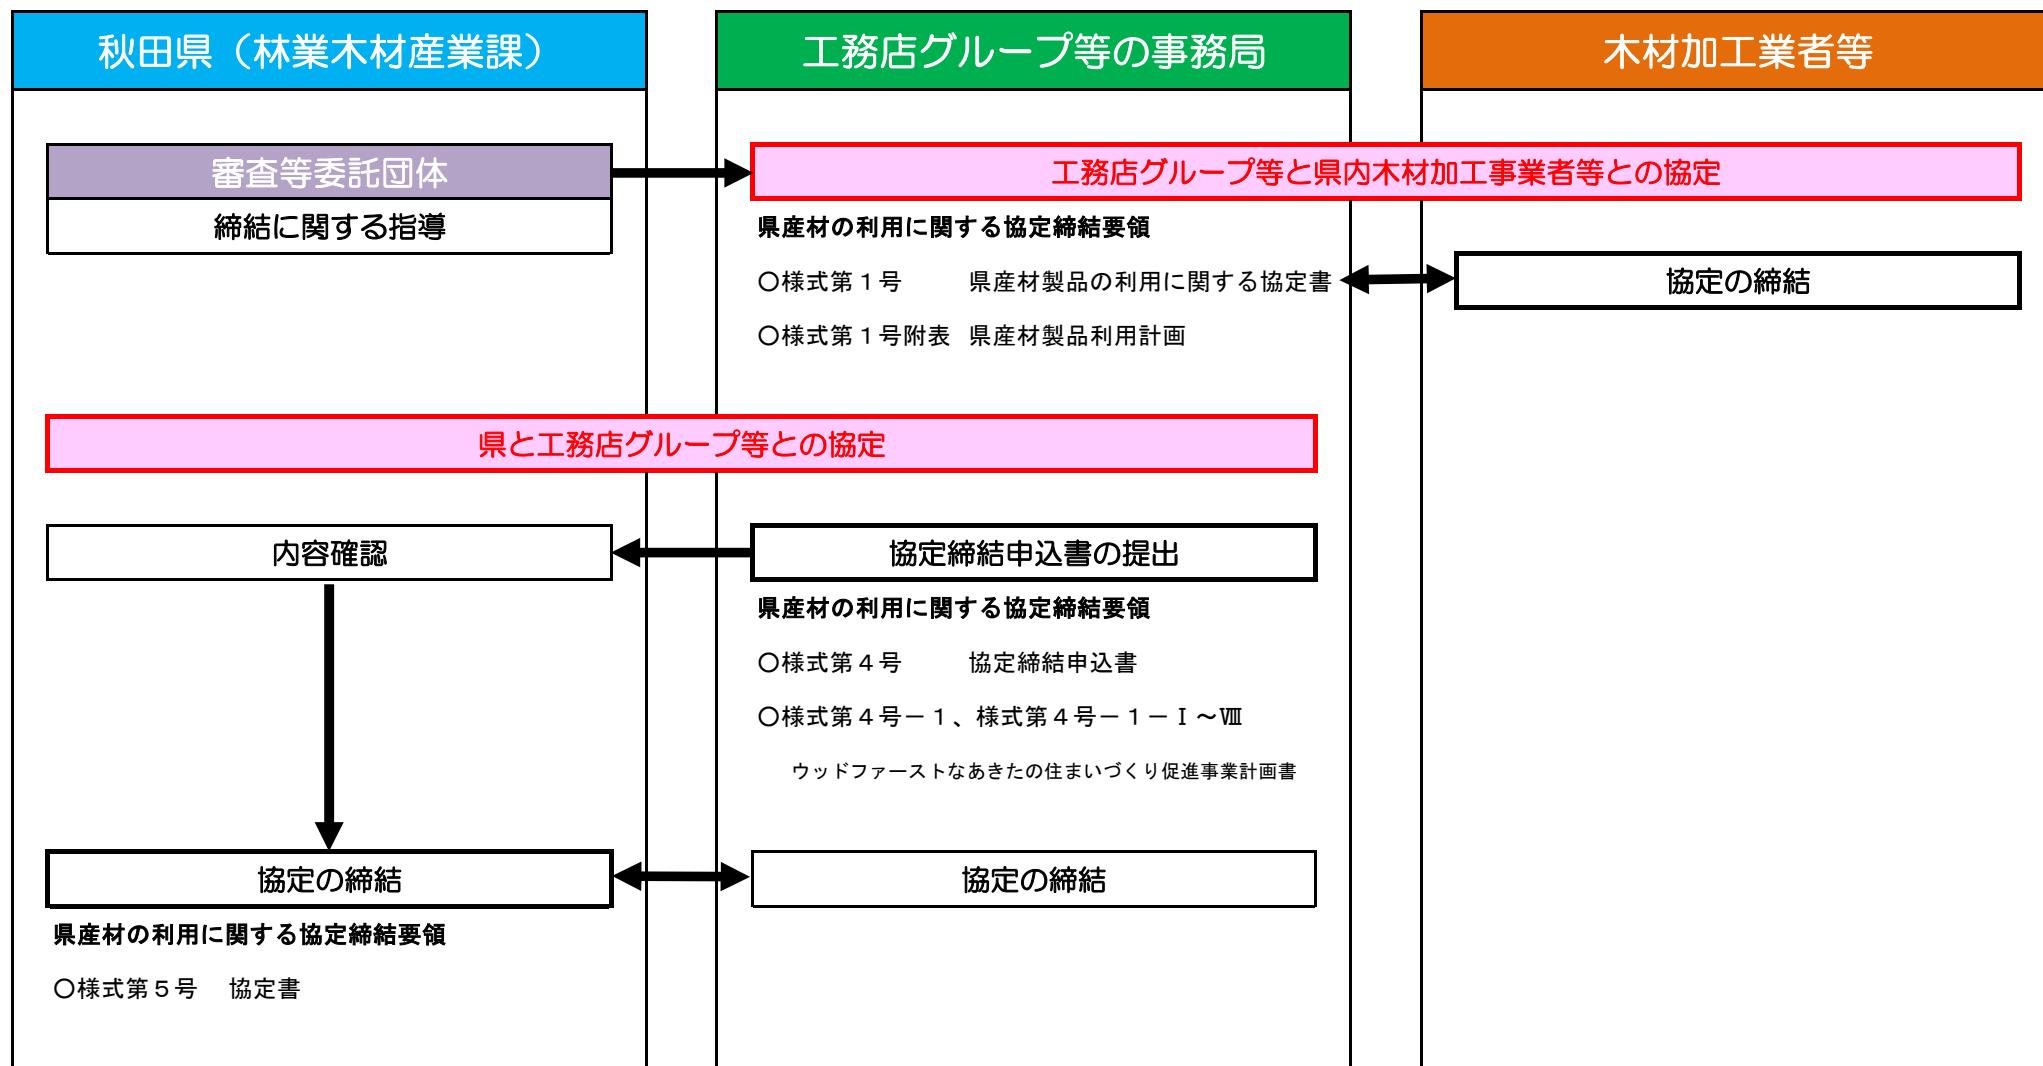 秋田県（林業木材産業課）
工務店グループ等の事務局
木材加工業者等
審査等委託団体
締結に関する指導
工務店グループ等と県内木材加工事業者等との協定
県産材の利用に関する協定締結要領
〇様式第１号　　県産材製品の利用に関する協定書
協定の締結
〇様式第１号附表　県産材製品利用計画
県と工務店グループ等との協定
内容確認
協定締結申込書の提出
県産材の利用に関する協定締結要領
〇様式第４号　　協定締結申込書
〇様式第４号－１、様式第４号－１－Ⅰ～Ⅷ
ウッドファーストなあきたの住まいづくり促進事業計画書
協定の締結
協定の締結
県産材の利用に関する協定締結要領
〇様式第５号　協定書